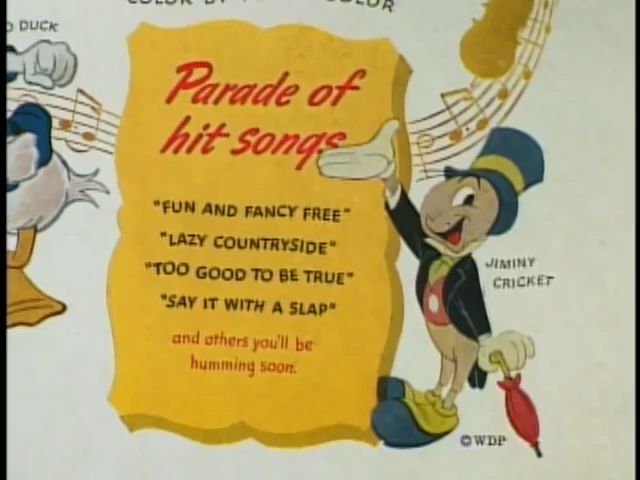 DUCK
Parade of
hit songs
"FUN AND FANCY FREE"
"LAZY COUNTRYSIDE"
"TOO GOOD TO BE TRUE"
"SAY IT WITH A SLAP"
and others you'll be
humming soon.
JIMINY
CRICKET
©WDP